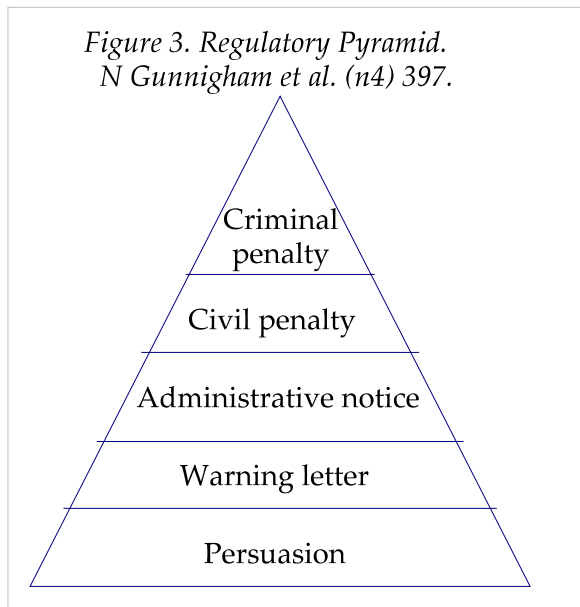 Figure 3. Regulatory Pyramid.
N Gunnigham et al. (n4) 397.
Criminal
penalty
Civil penalty
Administrative notice
Warning letter
Persuasion